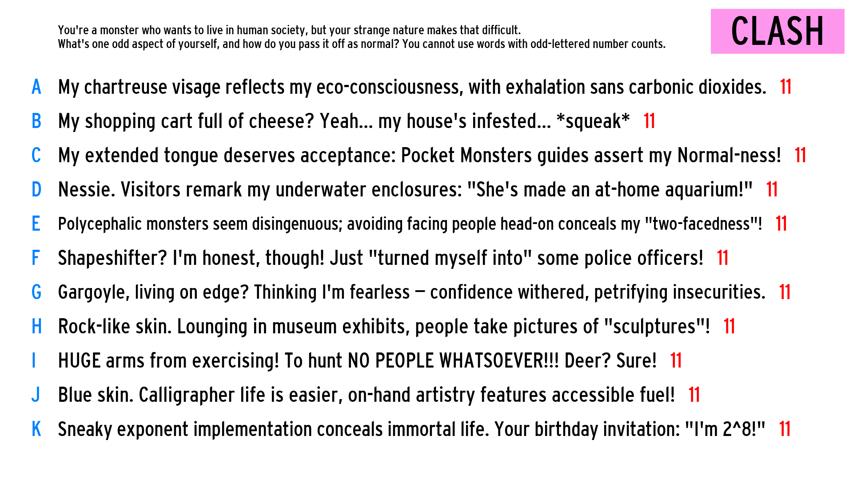 You're a monster who wants to live in human society, but your strange nature makes that difficult.
What's one odd aspect of yourself, and how do you pass it off as normal? You cannot use words with odd-lettered number counts.
CLASH
A My chartreuse visage reflects my eco-consciousness, with exhalation sans carbonic dioxides. 11
B My shopping cart full of cheese? Yeah... my house's infested... *squeak* 11
C My extended tongue deserves acceptance: Pocket Monsters guides assert my Normal-ness! 11
D Nessie. Visitors remark my underwater enclosures: "She's made an at-home aquarium!" 11
E Polycephalic monsters seem disingenuous; avoiding facing people head-on conceals my "two-facedness"! 11
F Shapeshifter? I'm honest, though! Just "turned myself into" some police officers! 11
G Gargoyle, living on edge? Thinking I'm fearless — confidence withered, petrifying insecurities. 11
H Rock-like skin. Lounging in museum exhibits, people take pictures of "sculptures"! 11
I HUGE arms from exercising! To hunt NO PEOPLE WHATSOEVER!!! Deer? Sure! 11
J Blue skin. Calligrapher life is easier, on-hand artistry features accessible fuel! 11
K Sneaky exponent implementation conceals immortal life. Your birthday invitation: "I'm 2^8!" 11